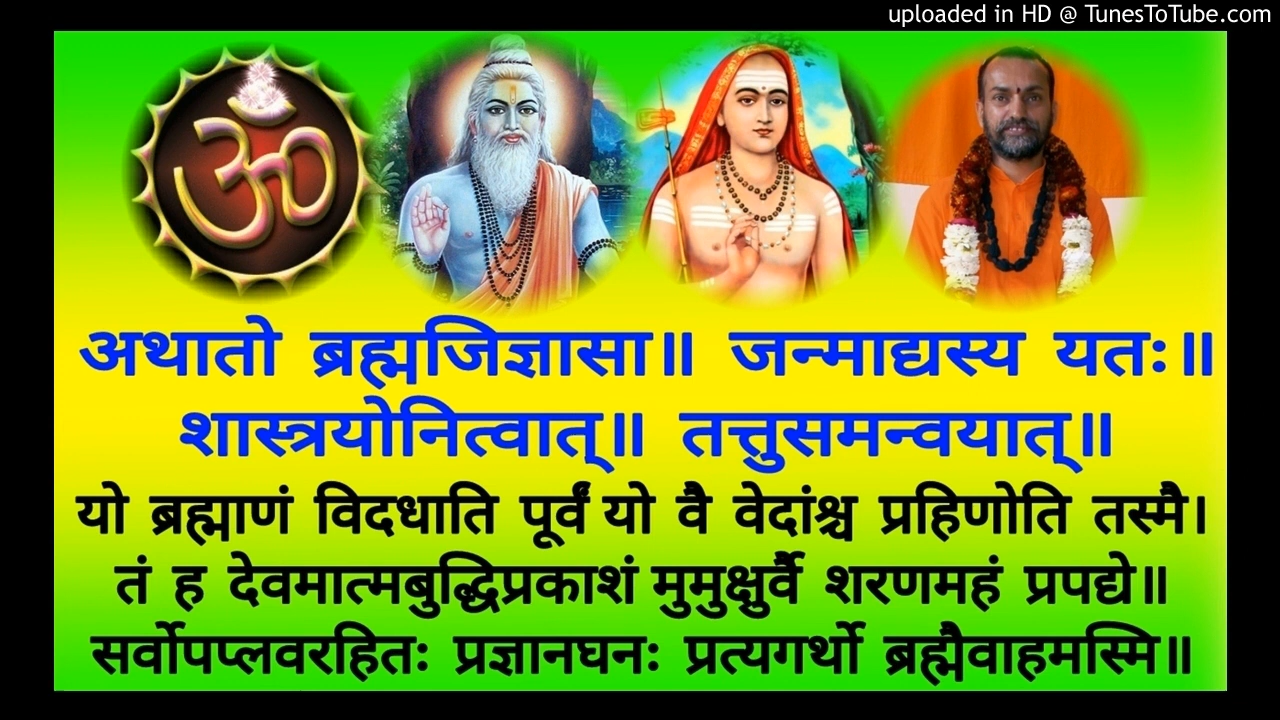 uploaded in HD @ TunesToTube.com
ॐ
अथातो ब्रह्मजिज्ञासा॥ जन्माद्यस्य यतः॥
शास्त्रयोनित्वात्॥ तत्तुसमन्वयात्॥
यो ब्रह्माणं विदधाति पूर्वं यो वै वेदांश्च प्रहिणोति तस्मै।
तं ह देवमात्मबुद्धिप्रकाशं मुमुक्षुर्वै शरणमहं प्रपद्ये॥
सर्वोपप्लवरहितः प्रज्ञानघनः प्रत्यगर्थो ब्रह्मैवाहमस्मि॥